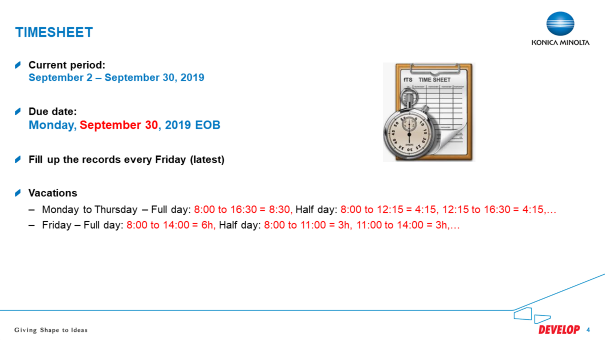 TIMESHEET
KONICA MINOLTA
Current period:
September 2 – September 30, 2019
ITS TIME SHEET
Due date:
Monday, September 30, 2019 EOB
Fill up the records every Friday (latest)
Vacations
– Monday to Thursday – Full day: 8:00 to 16:30 = 8:30, Half day: 8:00 to 12:15 = 4:15, 12:15 to 16:30 = 4:15,…
– Friday – Full day: 8:00 to 14:00 = 6h, Half day: 8:00 to 11:00 = 3h, 11:00 to 14:00 = 3h,…
Giving Shape to Ideas
DEVELOP 4